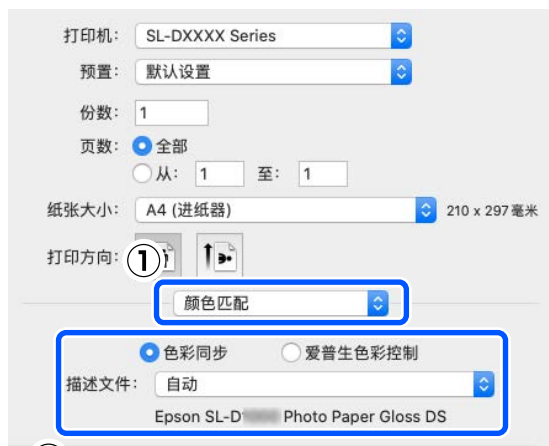 打印机: SL-DXXXX Series
预置: 默认设置
份数: 1
页数: 全部
从: 1 至: 1
纸张大小: A4 (进纸器) 210 x 297 毫米
打印方向:
①
颜色匹配
色彩同步 爱普生色彩控制
描述文件: 自动
Epson SL-D Photo Paper Gloss DS